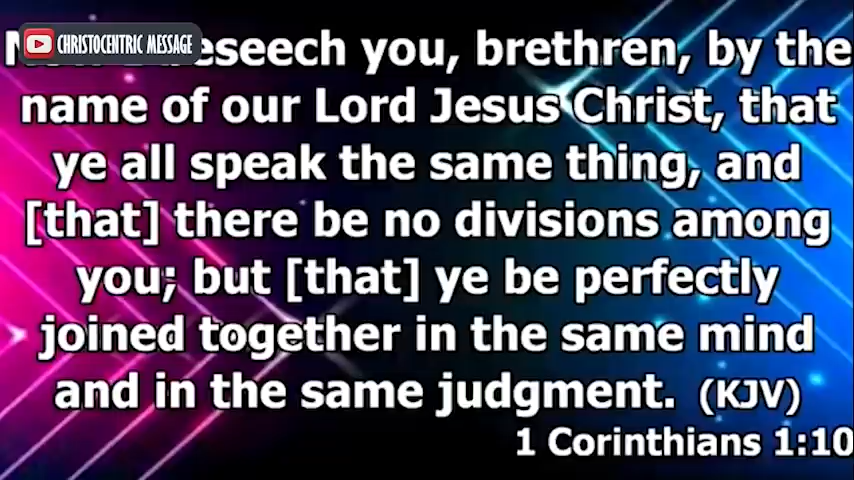 CHRISTOCENTRIC MESSAGE
beseech you, brethren, by the
name of our Lord Jesus Christ, that
ye all speak the same thing, and
[that] there be no divisions among
you; but [that] ye be perfectly
joined together in the same mind
and in the same judgment. (KJV)
1 Corinthians 1:10